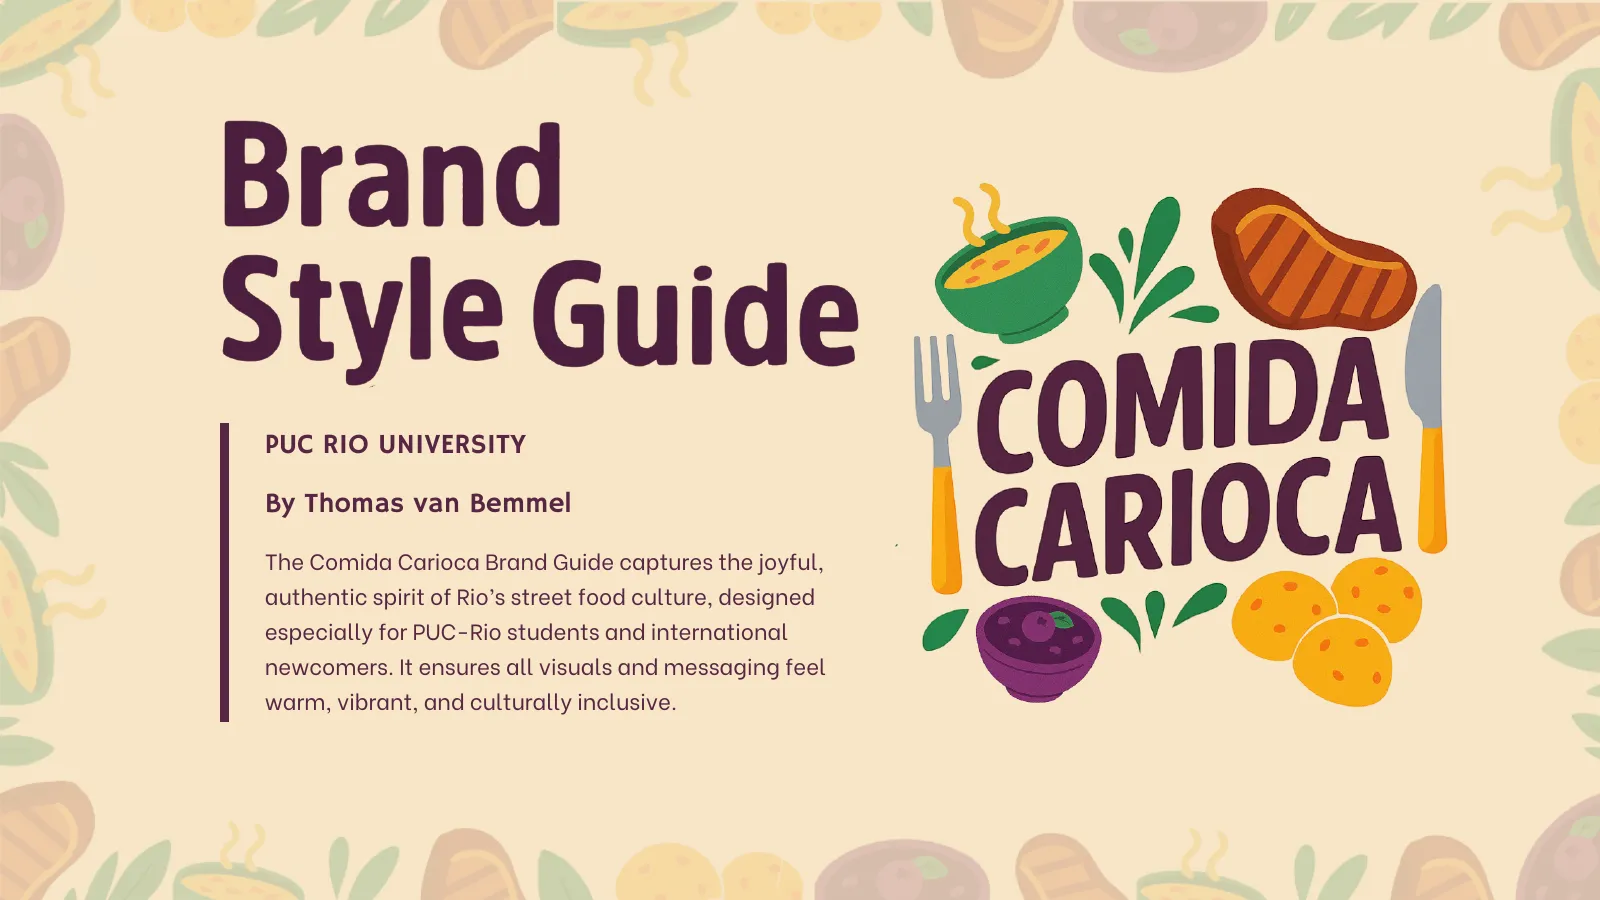 Brand
Style Guide
PUC RIO UNIVERSITY
By Thomas van Bemmel
The Comida Carioca Brand Guide captures the joyful,
authentic spirit of Rio’s street food culture, designed
especially for PUC-Rio students and international
newcomers. It ensures all visuals and messaging feel
warm, vibrant, and culturally inclusive.
COMIDA
CARIOCA